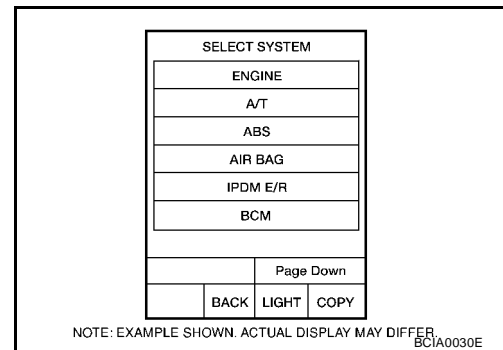 SELECT SYSTEM
ENGINE
A/T
ABS
AIR BAG
IPDM E/R
BCM
Page Down
BACK LIGHT COPY
NOTE: EXAMPLE SHOWN. ACTUAL DISPLAY MAY DIFFER.
BCIA0030E